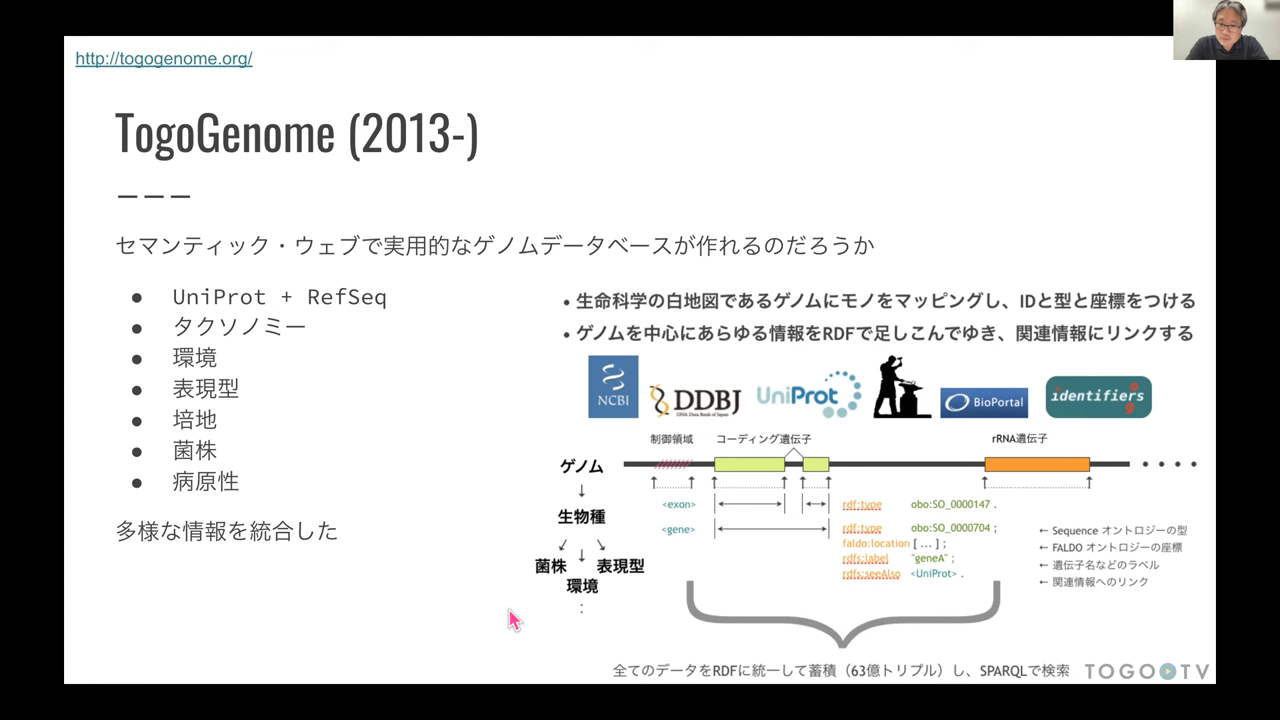 http://togogenome.org/
TogoGenome (2013-)
セマンティック・ウェブで実用的なゲノムデータベースが作れるのだろうか
● UniProt + RefSeq
● タクソノミー
● 環境
● 表現型
● 培地
● 菌株
● 病原性
多様な情報を統合した
• 生命科学の白地図であるゲノムにモノをマッピングし、IDと型と座標をつける
• ゲノムを中心にあらゆる情報をRDFで足しこんでゆき、関連情報にリンクする
NCBI
DDBJ
DNA Data Bank of Japan
UniProt
BioPortal
identifiers
org
制御領域 コーディング遺伝子 rRNA遺伝子
ゲノム
↓
生物種
菌株 ↓ 表現型
環境
:
<exon> rdf:type obo:SO_0000147 .
<gene> rdf:type obo:SO_0000704 ;
faldo:location [ ... ] ;
rdfs:label "geneA" ;
rdfs:seeAlso <UniProt> .
← Sequence オントロジーの型
← FALDO オントロジーの座標
← 遺伝子名などのラベル
← 関連情報へのリンク
全てのデータをRDFに統一して蓄積（63億トリプル）し、SPARQLで検索
TOGO TV